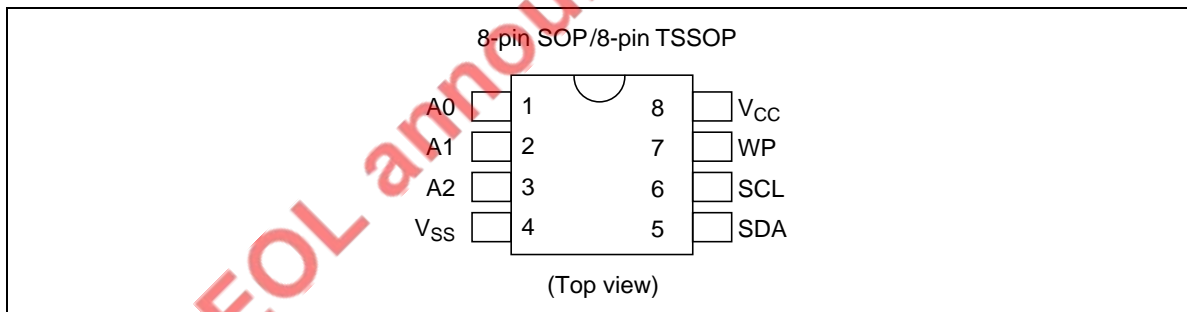 8-pin SOP/8-pin TSSOP
A0 1 8 VCC
A1 2 7 WP
A2 3 6 SCL
VSS 4 5 SDA
(Top view)
EOL annou